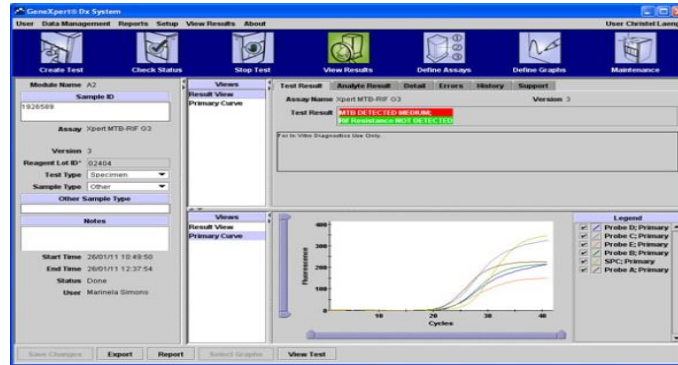 GeneXpert® Dx System
User Data Management Reports Setup View Results About
User Christel Laeng
Create Test
Check Status
Stop Test
View Results
Define Assays
Define Graphs
Maintenance
Module Name A2
Sample ID
1926589
Assay Xpert MTB-RIF G3
Version 3
Reagent Lot ID* 02404
Test Type Specimen
Sample Type Other
Other Sample Type
Notes
Start Time 26/01/11 10:49:50
End Time 26/01/11 12:37:54
Status Done
User Marinela Simons
Views
Result View
Primary Curve
Test Result Analyte Result Detail Errors History Support
Assay Name Xpert MTB-RIF G3 Version 3
Test Result MTB DETECTED MEDIUM;
Rif Resistance NOT DETECTED
For In Vitro Diagnostics Use Only.
Views
Result View
Primary Curve
Fluorescence
400
300
200
100
0
10 20 30 40
Cycles
Legend
Probe D; Primary
Probe C; Primary
Probe E; Primary
Probe B; Primary
SPC; Primary
Probe A; Primary
Save Changes Export Report Select Graphs View Test